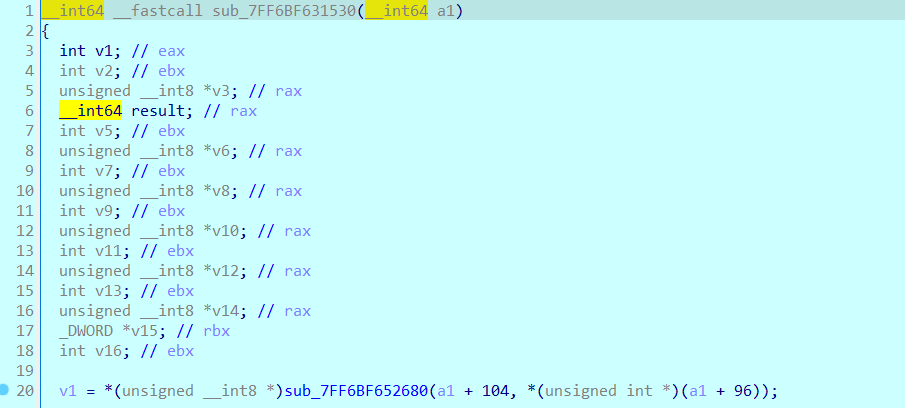 1 __int64 __fastcall sub_7FF6BF631530(__int64 a1)
2 {
3 int v1; // eax
4 int v2; // ebx
5 unsigned __int8 *v3; // rax
6 __int64 result; // rax
7 int v5; // ebx
8 unsigned __int8 *v6; // rax
9 int v7; // ebx
10 unsigned __int8 *v8; // rax
11 int v9; // ebx
12 unsigned __int8 *v10; // rax
13 int v11; // ebx
14 unsigned __int8 *v12; // rax
15 int v13; // ebx
16 unsigned __int8 *v14; // rax
17 _DWORD *v15; // rbx
18 int v16; // ebx
19
20 v1 = *(unsigned __int8 *)sub_7FF6BF652680(a1 + 104, *(unsigned int *)(a1 + 96));